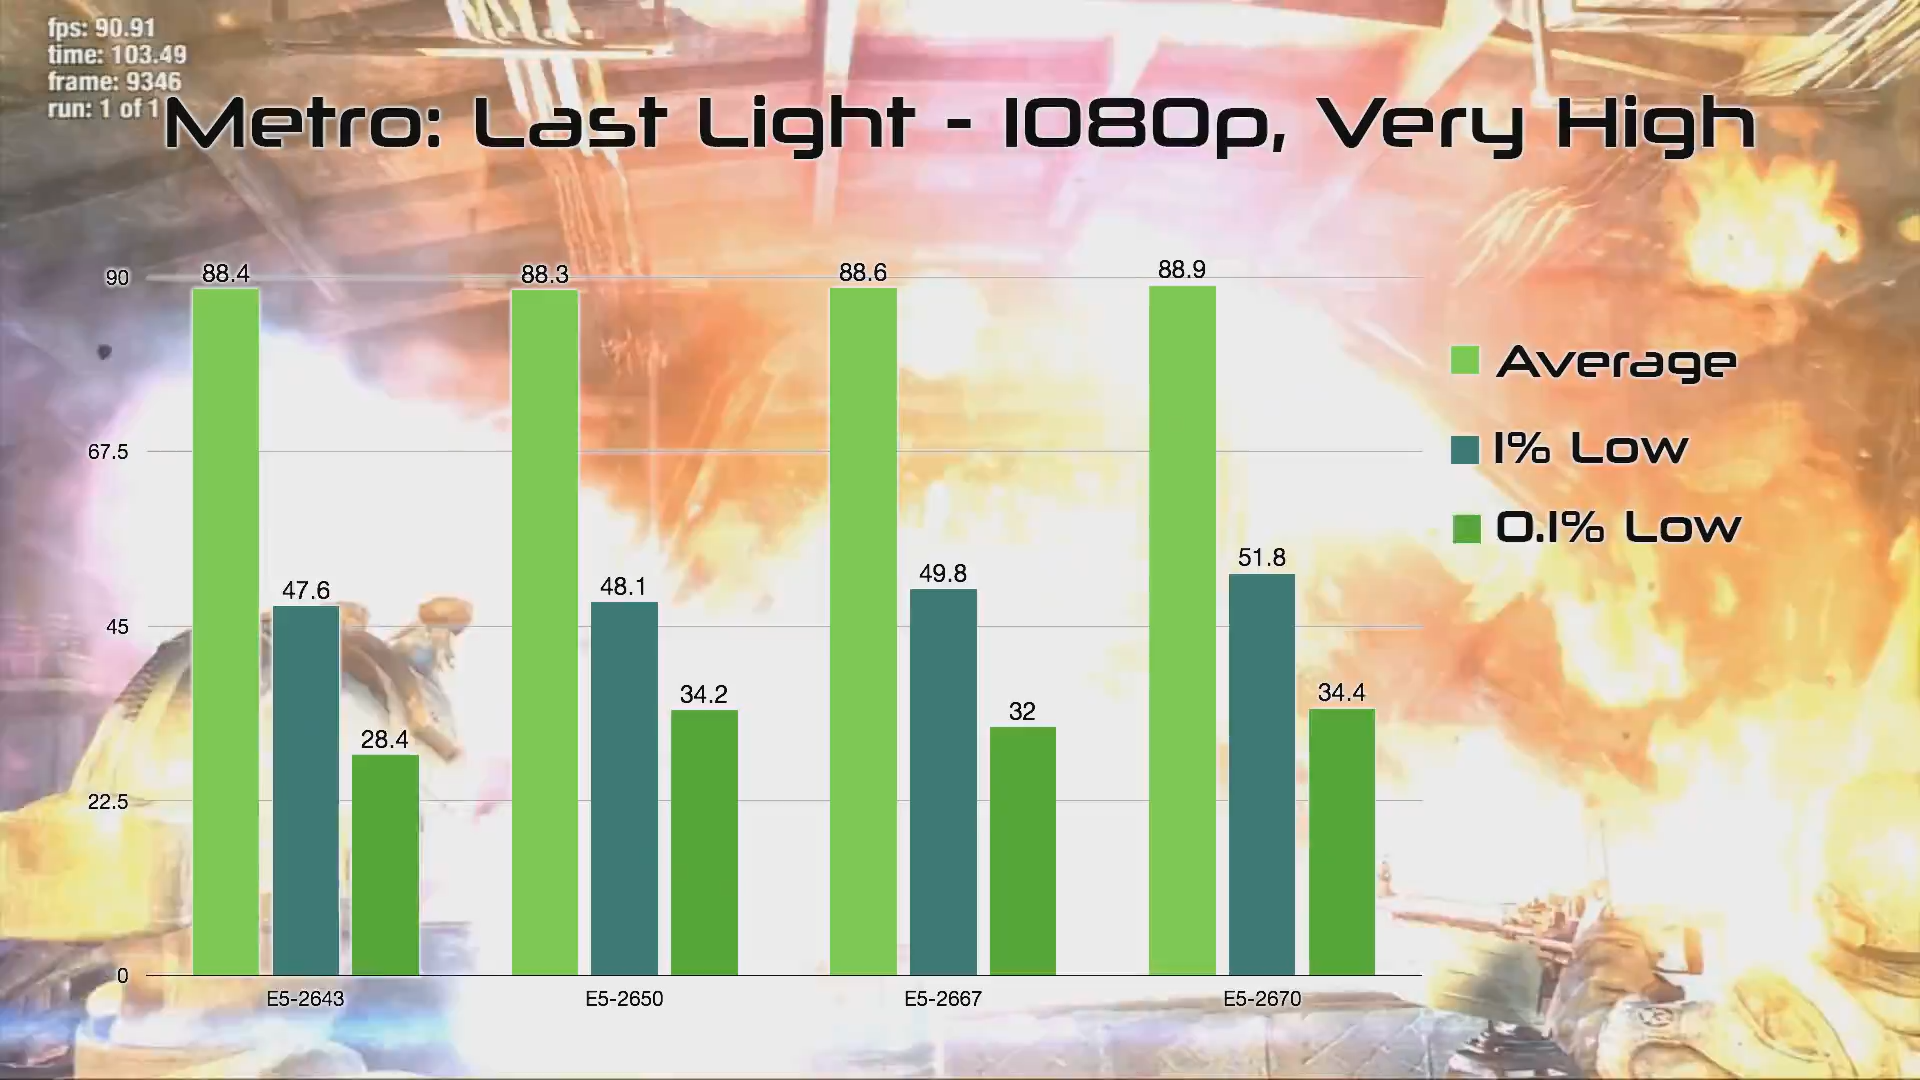 fps: 90.91
time: 103.49
frame: 9346
run: 1 of 1
Metro: Last Light - 1080p, Very High
90
88.4
88.3
88.6
88.9
67.5
45
22.5
0
47.6
28.4
48.1
34.2
49.8
32
51.8
34.4
E5-2643
E5-2650
E5-2667
E5-2670
Average
1% Low
0.1% Low